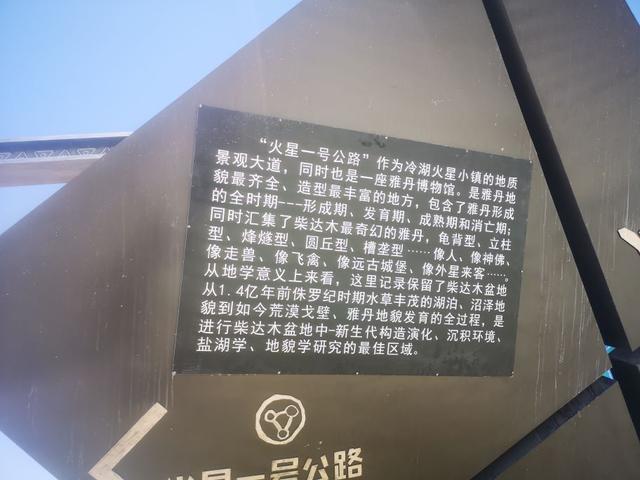 “火星一号公路”作为冷湖火星小镇的地质
景观大道，同时也是一座雅丹博物馆。是雅丹地
貌最齐全、造型最丰富的地方，包含了雅丹形成
的全时期---形成期、发育期、成熟期和消亡期；
同时汇集了柴达木最奇幻的雅丹，龟背型、立柱
型、烽燧型、圆丘型、槽垄型……像人、像神佛、
像走兽、像飞禽、像远古城堡、像外星来客……。
从地学意义上来看，这里记录保留了柴达木盆地
从1.4亿年前侏罗纪时期水草丰茂的湖泊、沼泽地
貌到如今荒漠戈壁、雅丹地貌发育的全过程，是
进行柴达木盆地中-新生代构造演化、沉积环境、
盐湖学、地貌学研究的最佳区域。
火星一号公路